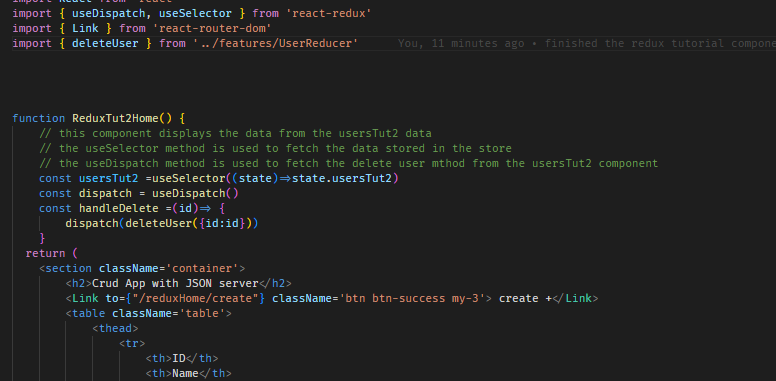 import React from 'react'
import { useDispatch, useSelector } from 'react-redux'
import { Link } from 'react-router-dom'
import { deleteUser } from '../features/UserReducer' You, 11 minutes ago • finished the redux tutorial compone
function ReduxTut2Home() {
// this component displays the data from the usersTut2 data
// the useSelector method is used to fetch the data stored in the store
// the useDispatch method is used to fetch the delete user mthod from the usersTut2 component
const usersTut2 =useSelector((state)=>state.usersTut2)
const dispatch = useDispatch()
const handleDelete =(id)=> {
dispatch(deleteUser({id:id}))
}
return (
<section className='container'>
<h2>Crud App with JSON server</h2>
<Link to={"/reduxHome/create"} className='btn btn-success my-3'> create +</Link>
<table className='table'>
<thead>
<tr>
<th>ID</th>
<th>Name</th>